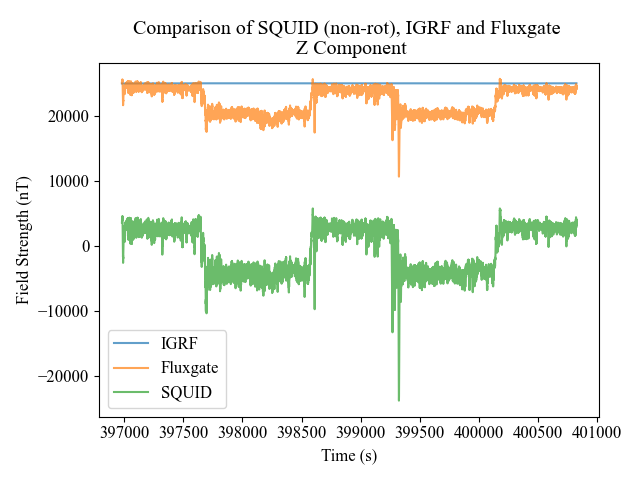 Comparison of SQUID (non-rot), IGRF and Fluxgate
Z Component
Field Strength (nT)
20000
10000
0
−10000
−20000
IGRF
Fluxgate
SQUID
397000 397500 398000 398500 399000 399500 400000 400500 401000
Time (s)